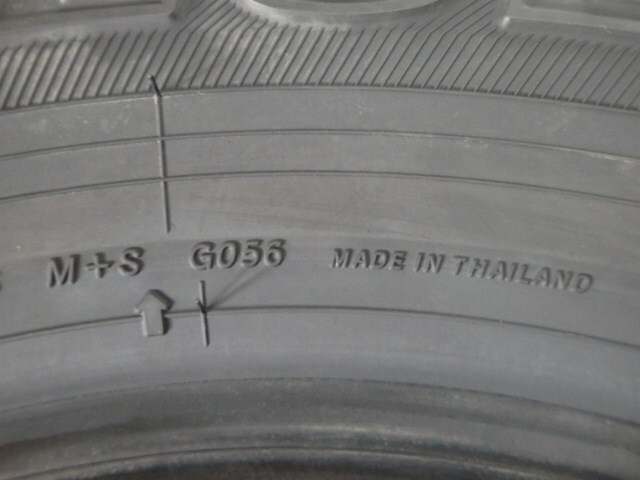 M+S G056 MADE IN THAILAND